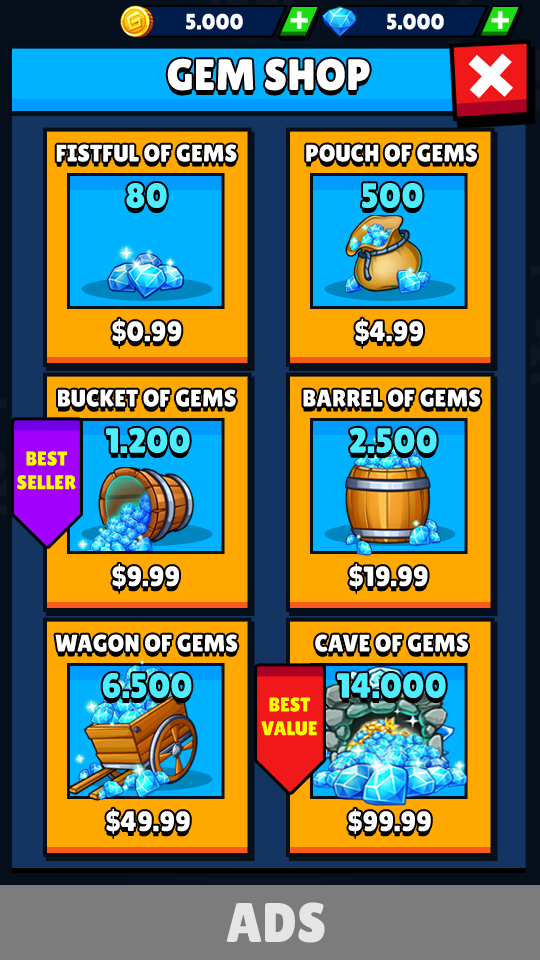 5.000
5.000
GEM SHOP
FISTFUL OF GEMS
80
$0.99
POUCH OF GEMS
500
$4.99
BUCKET OF GEMS
1.200
BEST
SELLER
$9.99
BARREL OF GEMS
2.500
$19.99
WAGON OF GEMS
6.500
$49.99
CAVE OF GEMS
14.000
BEST
VALUE
$99.99
ADS